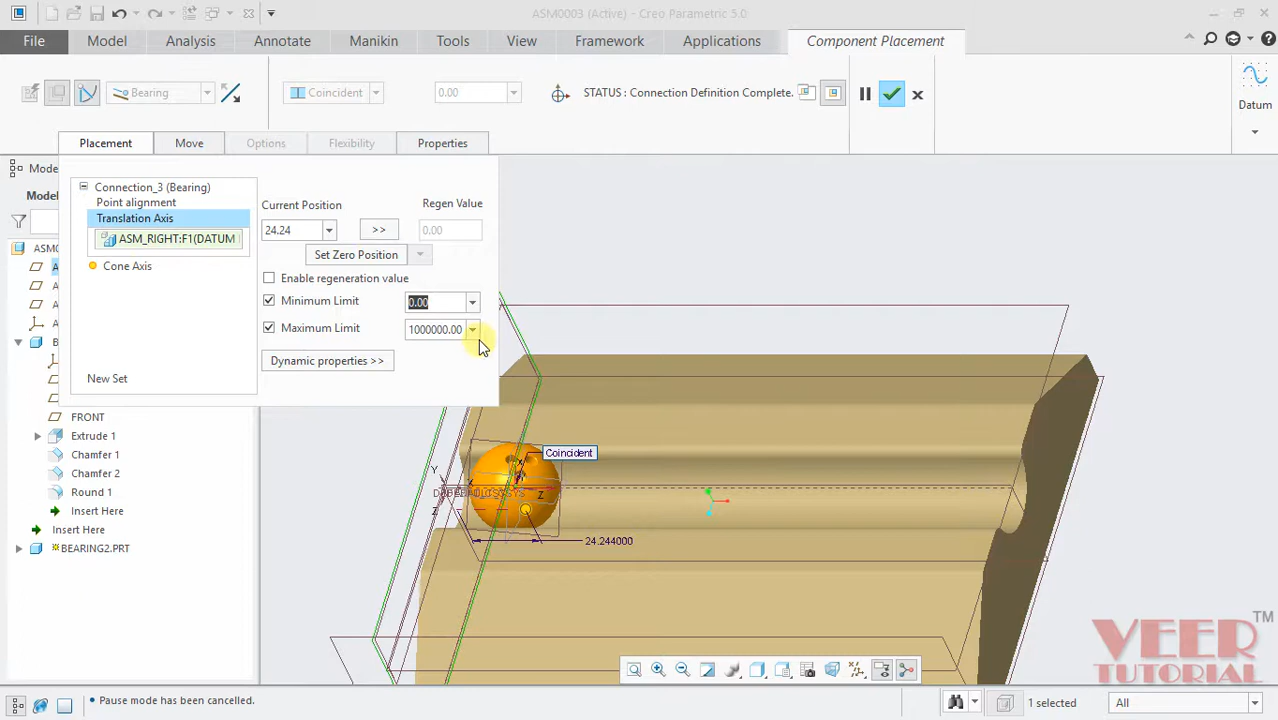 ASM0003 (Active) - Creo Parametric 5.0
File Model Analysis Annotate Manikin Tools View Framework Applications Component Placement
Bearing Coincident 0.00 STATUS : Connection Definition Complete. Datum
Placement Move Options Flexibility Properties
Mode
Model
ASM
Connection_3 (Bearing)
Point alignment
Translation Axis
ASM_RIGHT:F1(DATUM
Cone Axis
New Set
Current Position Regen Value
24.24 >> 0.00
Set Zero Position
Enable regeneration value
Minimum Limit 0.00
Maximum Limit 1000000.00
Dynamic properties >>
FRONT
Extrude 1
Chamfer 1
Chamfer 2
Round 1
Insert Here
Insert Here
BEARING2.PRT
Coincident
Y
X
Z
Z
24.244000
VEER TM
TUTORIAL
Pause mode has been cancelled.
1 selected
All